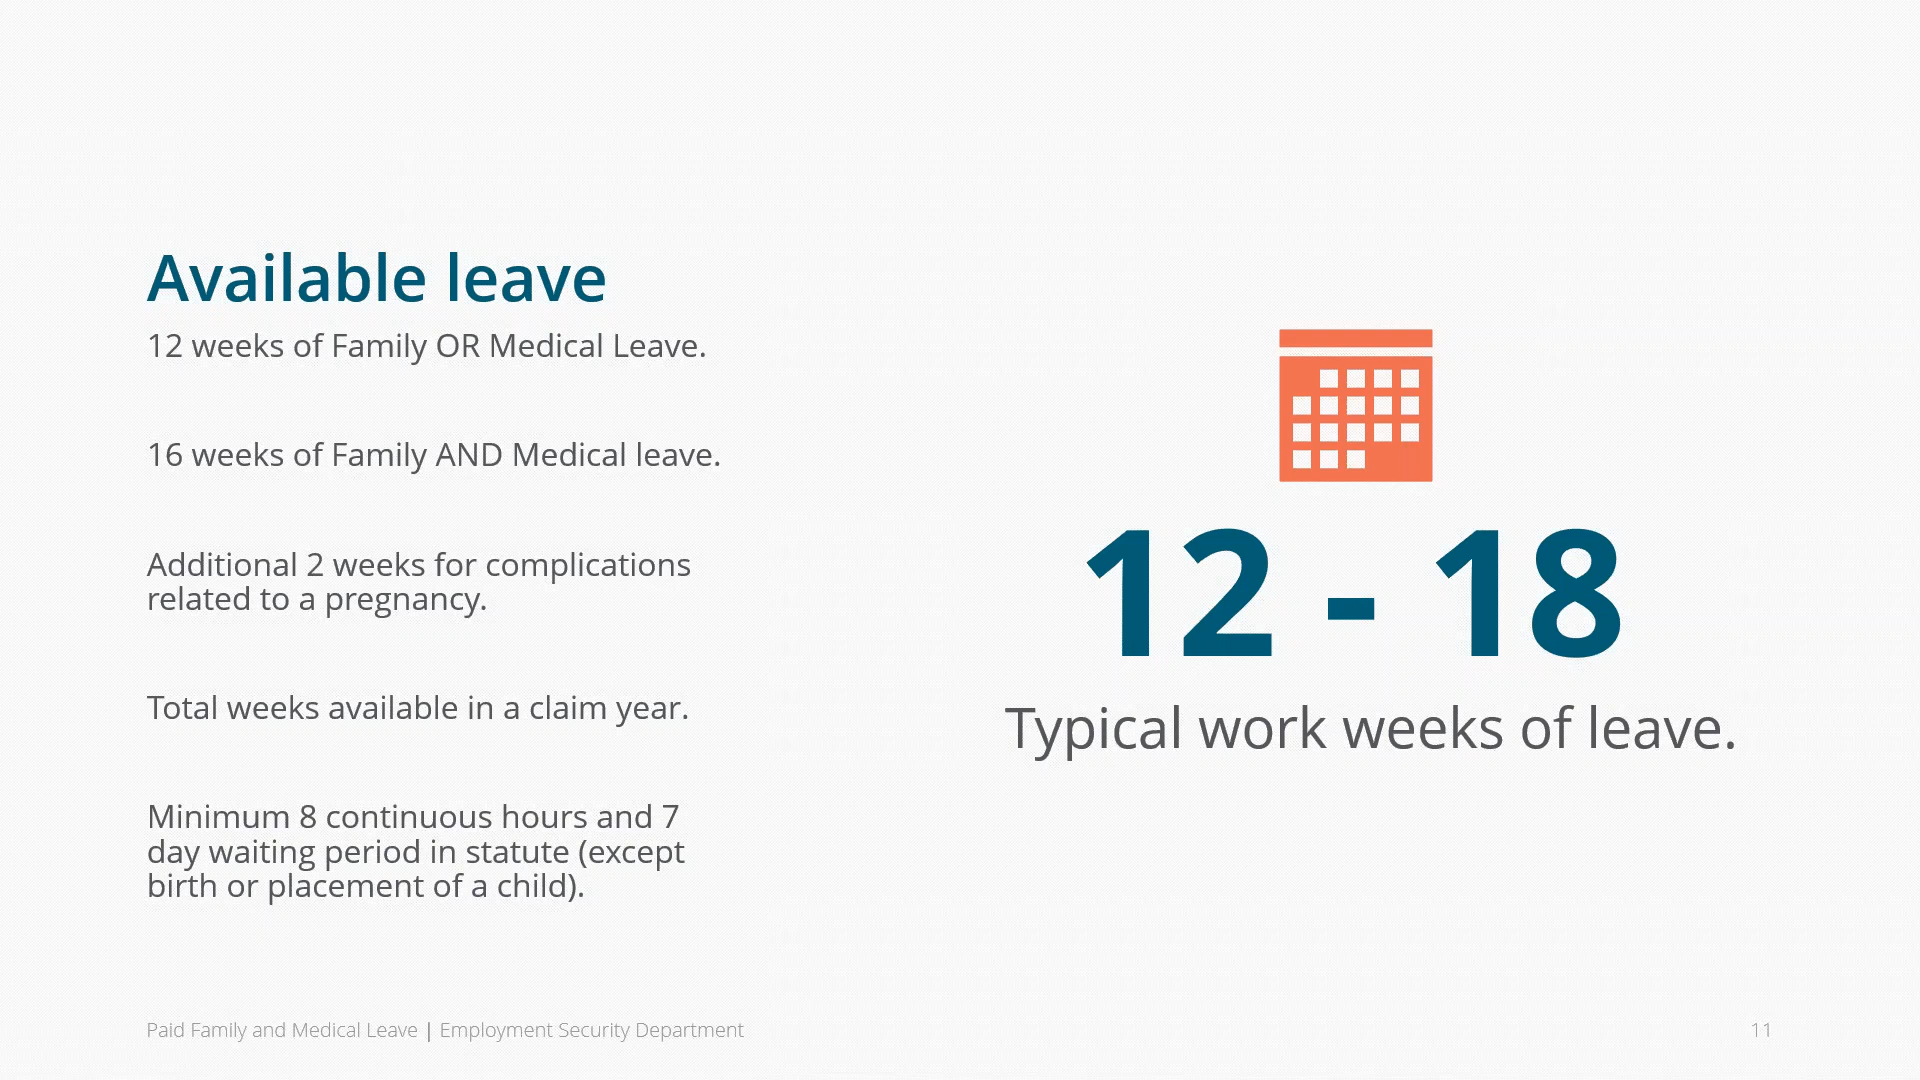 Available leave
12 weeks of Family OR Medical Leave.
16 weeks of Family AND Medical leave.
Additional 2 weeks for complications
related to a pregnancy.
Total weeks available in a claim year.
Minimum 8 continuous hours and 7
day waiting period in statute (except
birth or placement of a child).
12 - 18
Typical work weeks of leave.
Paid Family and Medical Leave | Employment Security Department
11